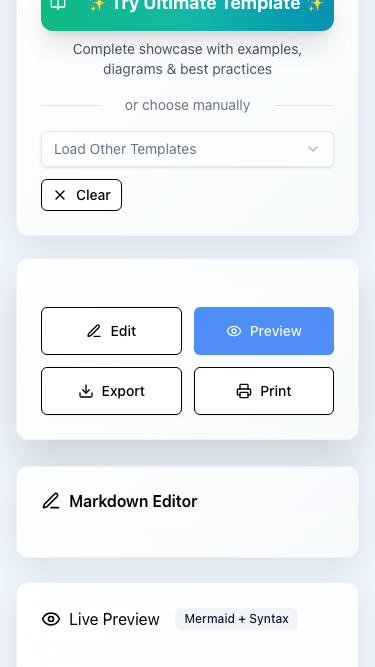 ✨ Try Ultimate Template ✨
Complete showcase with examples,
diagrams & best practices
or choose manually
Load Other Templates
Clear
Edit
Preview
Export
Print
Markdown Editor
Live Preview
Mermaid + Syntax